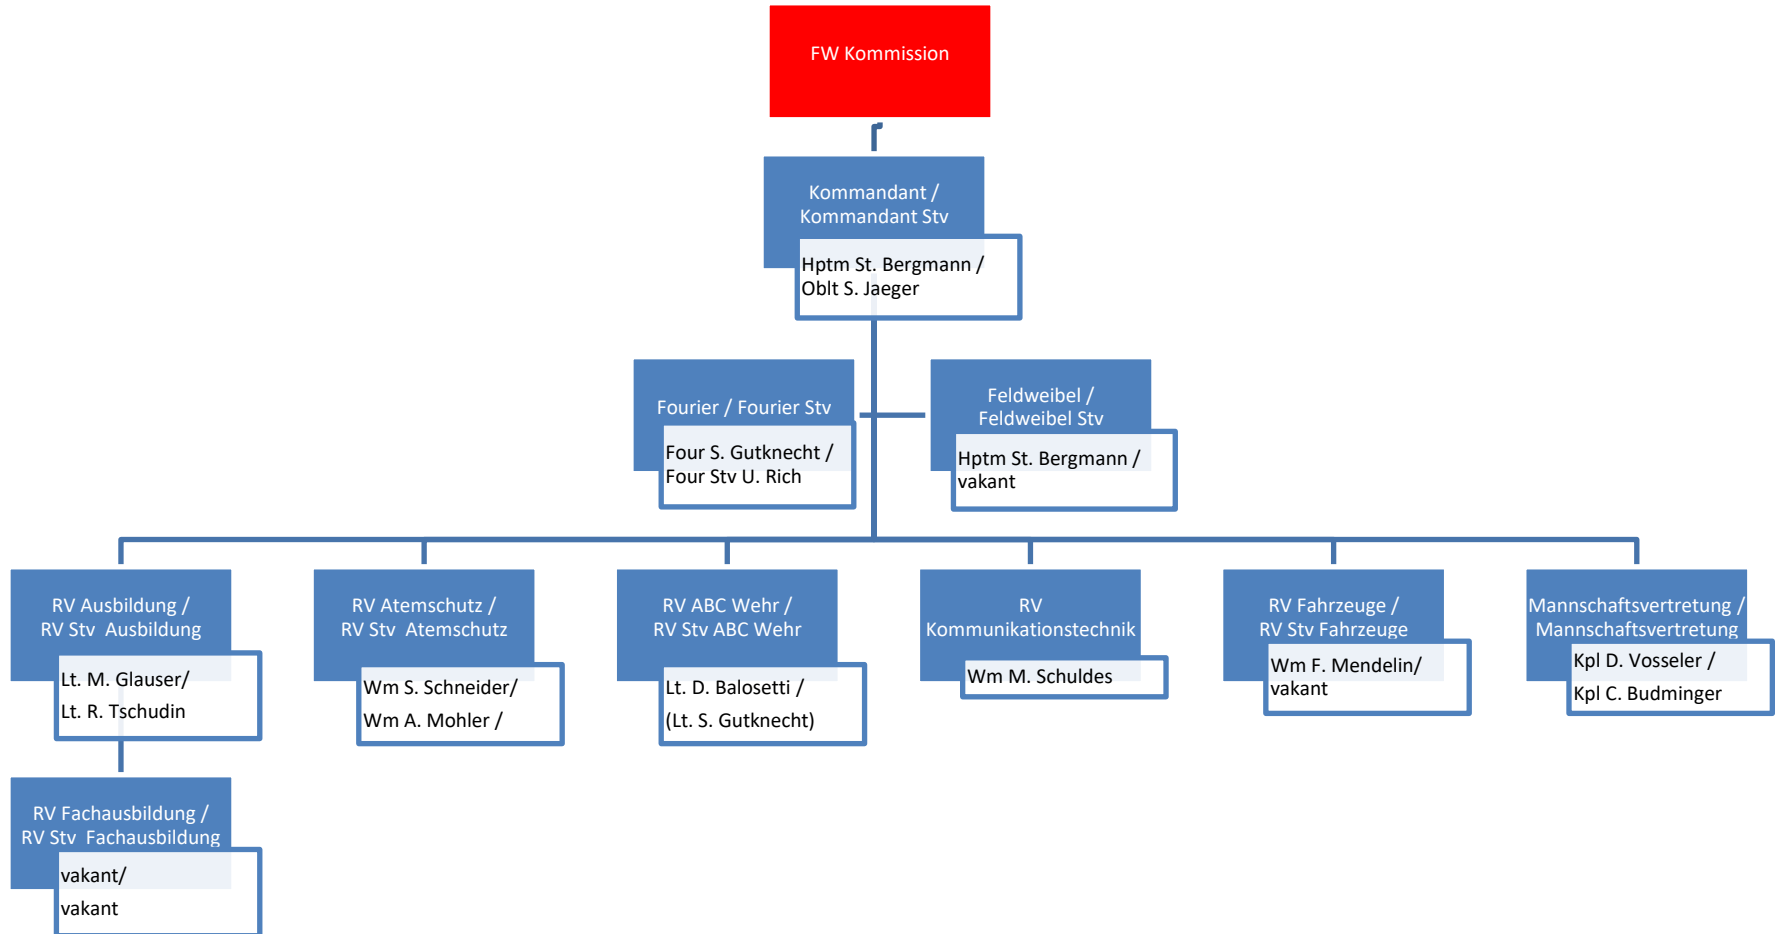 FW Kommission
Kommandant /
Kommandant Stv
Hptm St. Bergmann /
Oblt S. Jaeger
Fourier / Fourier Stv
Four S. Gutknecht /
Four Stv U. Rich
Feldweibel /
Feldweibel Stv
Hptm St. Bergmann /
vakant
RV Ausbildung /
RV Stv  Ausbildung
Lt. M. Glauser/
Lt. R. Tschudin
RV Atemschutz /
RV Stv  Atemschutz
Wm S. Schneider/
Wm A. Mohler /
RV ABC Wehr /
RV Stv ABC Wehr
Lt. D. Balosetti /
(Lt. S. Gutknecht)
RV
Kommunikationstechnik
Wm M. Schuldes
RV Fahrzeuge /
RV Stv Fahrzeuge
Wm F. Mendelin/
vakant
Mannschaftsvertretung /
Mannschaftsvertretung
Kpl D. Vosseler /
Kpl C. Budminger
RV Fachausbildung /
RV Stv  Fachausbildung
vakant/
vakant